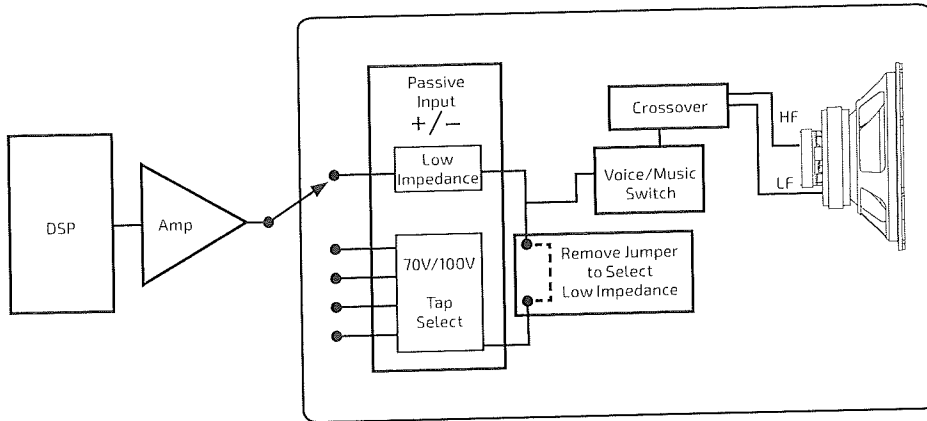 DSP
Amp
Passive
Input
+/−
Low
Impedance
70V/100V
Tap
Select
Crossover
Voice/Music
Switch
Remove Jumper
to Select
Low Impedance
HF
LF